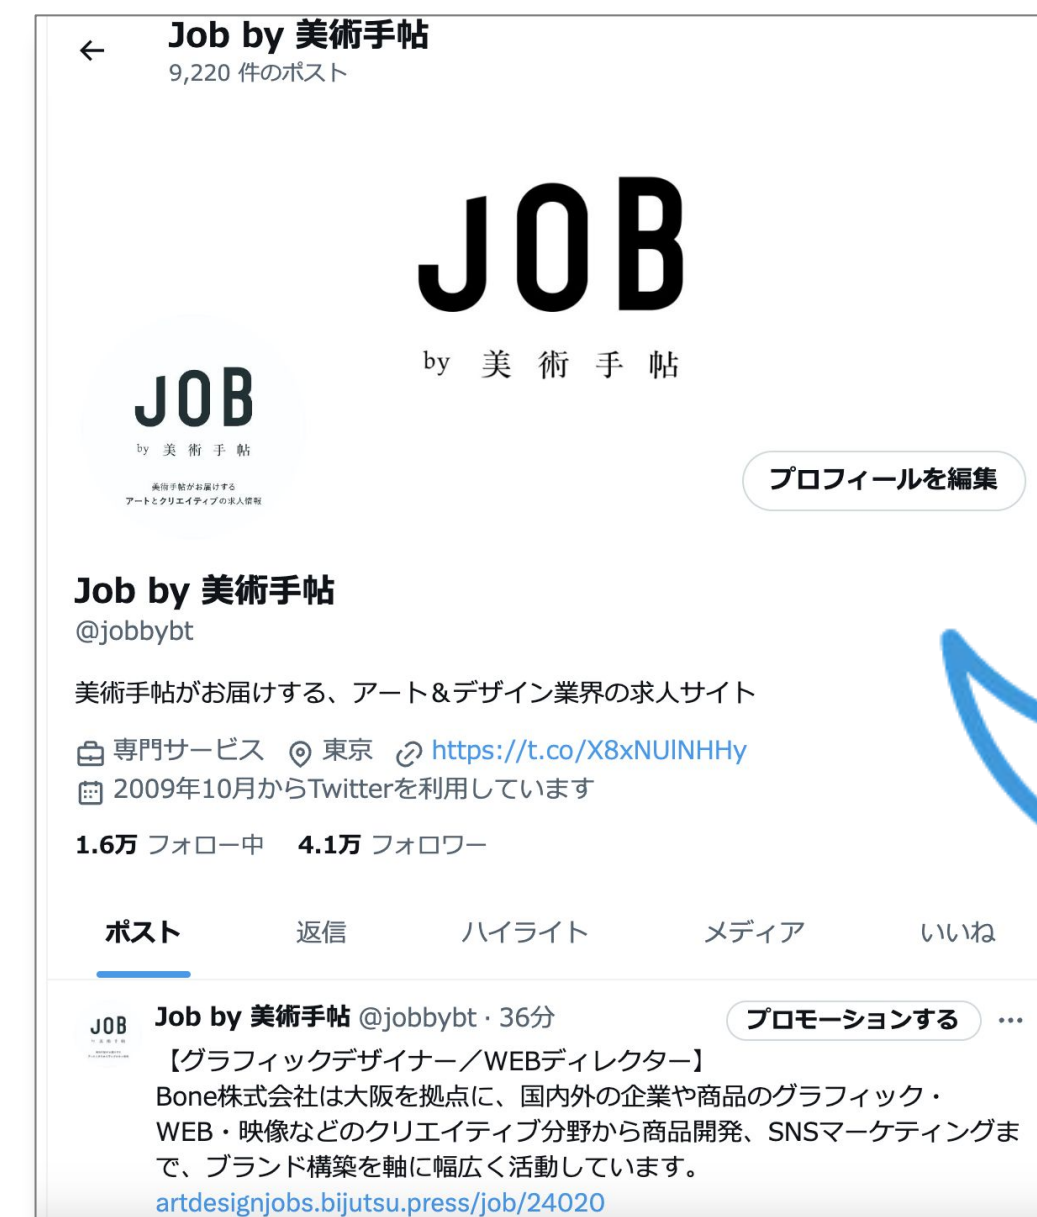 Job by 美術手帖
9,220 件のポスト
JOB
by 美術手帖
JOB
by 美術手帖
美術手帖がお届けする
アートとクリエイティブの求人情報
プロフィールを編集
Job by 美術手帖
@jobbybt
美術手帖がお届けする、アート＆デザイン業界の求人サイト
専門サービス 東京 https://t.co/X8xNUlNHHy
2009年10月からTwitterを利用しています
1.6万 フォロー中 4.1万 フォロワー
ポスト 返信 ハイライト メディア いいね
JOB
Job by 美術手帖 @jobbybt · 36分 プロモーションする ···
【グラフィックデザイナー／WEBディレクター】
Bone株式会社は大阪を拠点に、国内外の企業や商品のグラフィック・
WEB・映像などのクリエイティブ分野から商品開発、SNSマーケティングま
で、ブランド構築を軸に幅広く活動しています。
artdesignjobs.bijutsu.press/job/24020